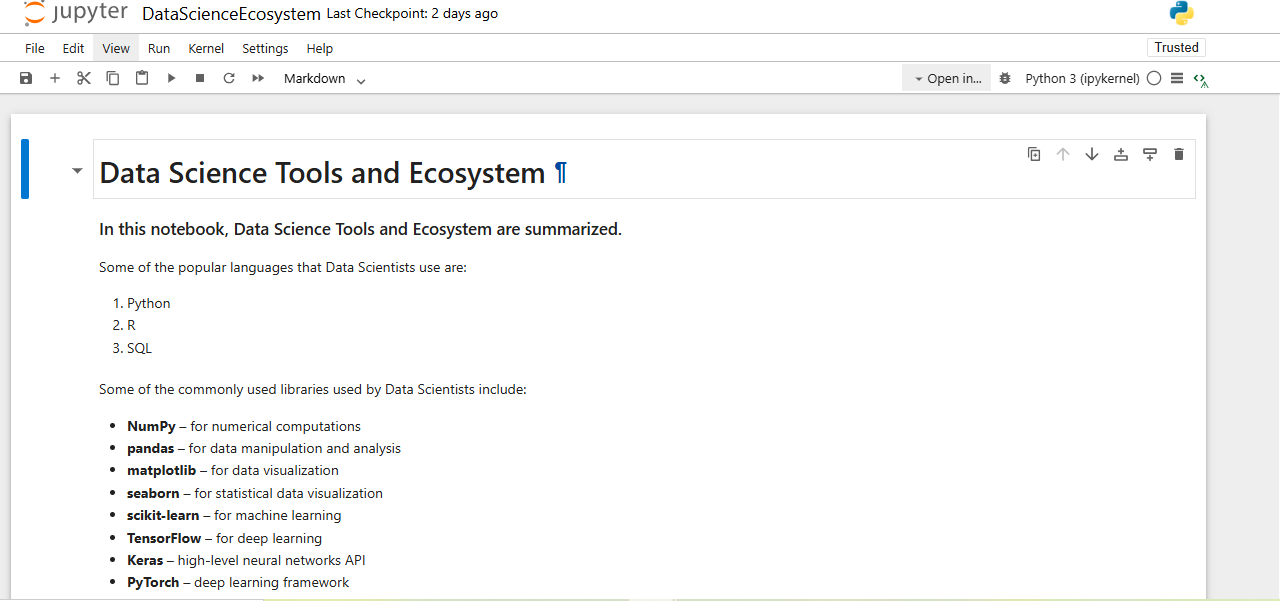 jupyter DataScienceEcosystem Last Checkpoint: 2 days ago
File Edit View Run Kernel Settings Help Trusted
Markdown Open in... Python 3 (ipykernel)
Data Science Tools and Ecosystem ¶
In this notebook, Data Science Tools and Ecosystem are summarized.
Some of the popular languages that Data Scientists use are:
1. Python
2. R
3. SQL
Some of the commonly used libraries used by Data Scientists include:
• NumPy – for numerical computations
• pandas – for data manipulation and analysis
• matplotlib – for data visualization
• seaborn – for statistical data visualization
• scikit-learn – for machine learning
• TensorFlow – for deep learning
• Keras – high-level neural networks API
• PyTorch – deep learning framework